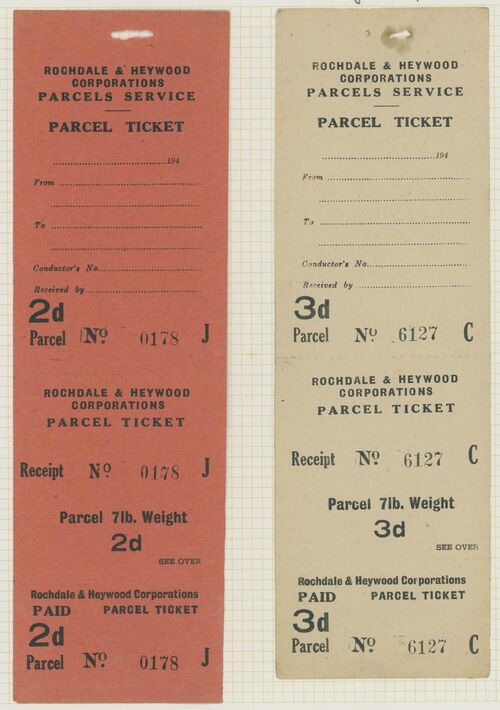 ROCHDALE & HEYWOOD
CORPORATIONS
PARCELS SERVICE
PARCEL TICKET
194
From
To
Conductor's No.
Received by
2d
Parcel Nº 0178 J
ROCHDALE & HEYWOOD
CORPORATIONS
PARCEL TICKET
Receipt Nº 0178 J
Parcel 7lb. Weight
2d
SEE OVER
Rochdale & Heywood Corporations
PAID PARCEL TICKET
2d
Parcel Nº 0178 J
ROCHDALE & HEYWOOD
CORPORATIONS
PARCELS SERVICE
PARCEL TICKET
194
From
To
Conductor's No.
Received by
3d
Parcel Nº 6127 C
ROCHDALE & HEYWOOD
CORPORATIONS
PARCEL TICKET
Receipt Nº 6127 C
Parcel 7lb. Weight
3d
SEE OVER
Rochdale & Heywood Corporations
PAID PARCEL TICKET
3d
Parcel Nº 6127 C